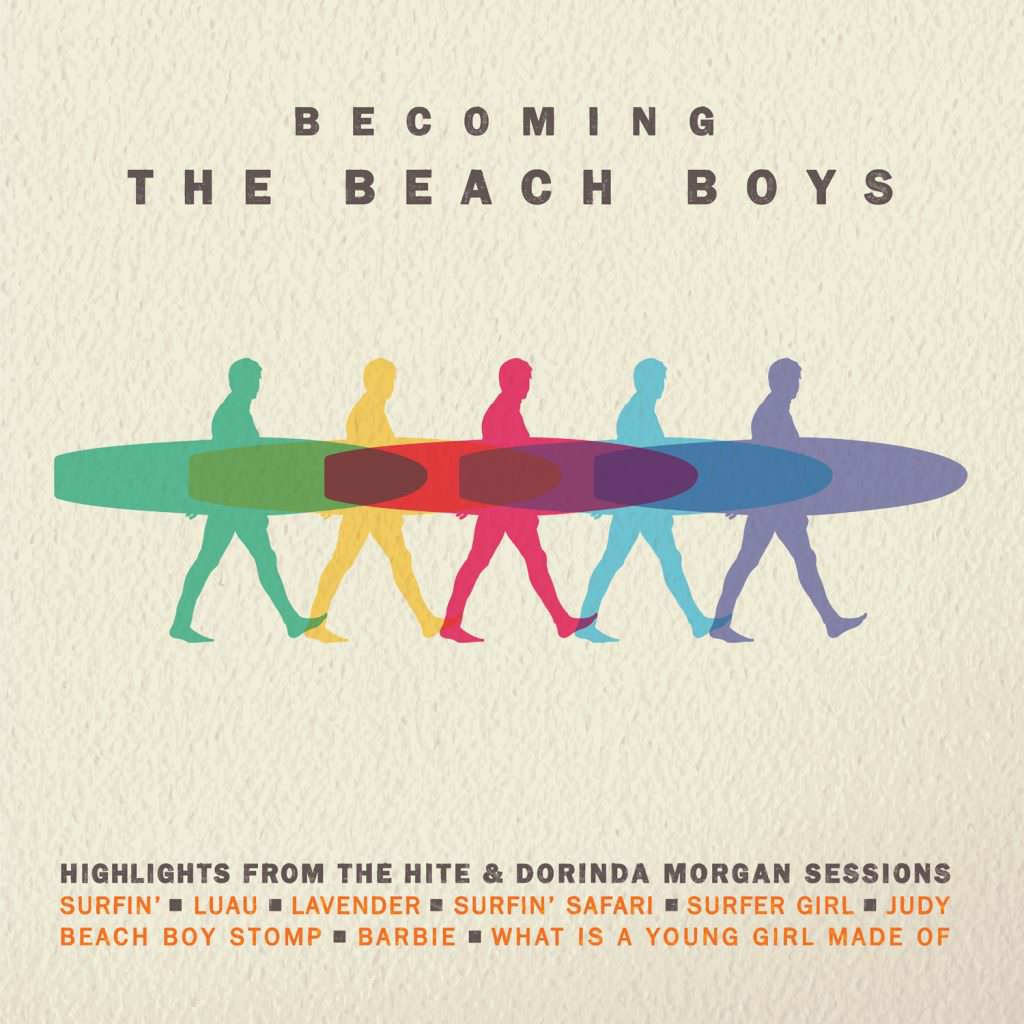 BECOMING
THE BEACH BOYS
HIGHLIGHTS FROM THE HITE & DORINDA MORGAN SESSIONS
SURFIN' ■ LUAU ■ LAVENDER ■ SURFIN' SAFARI ■ SURFER GIRL ■ JUDY
BEACH BOY STOMP ■ BARBIE ■ WHAT IS A YOUNG GIRL MADE OF